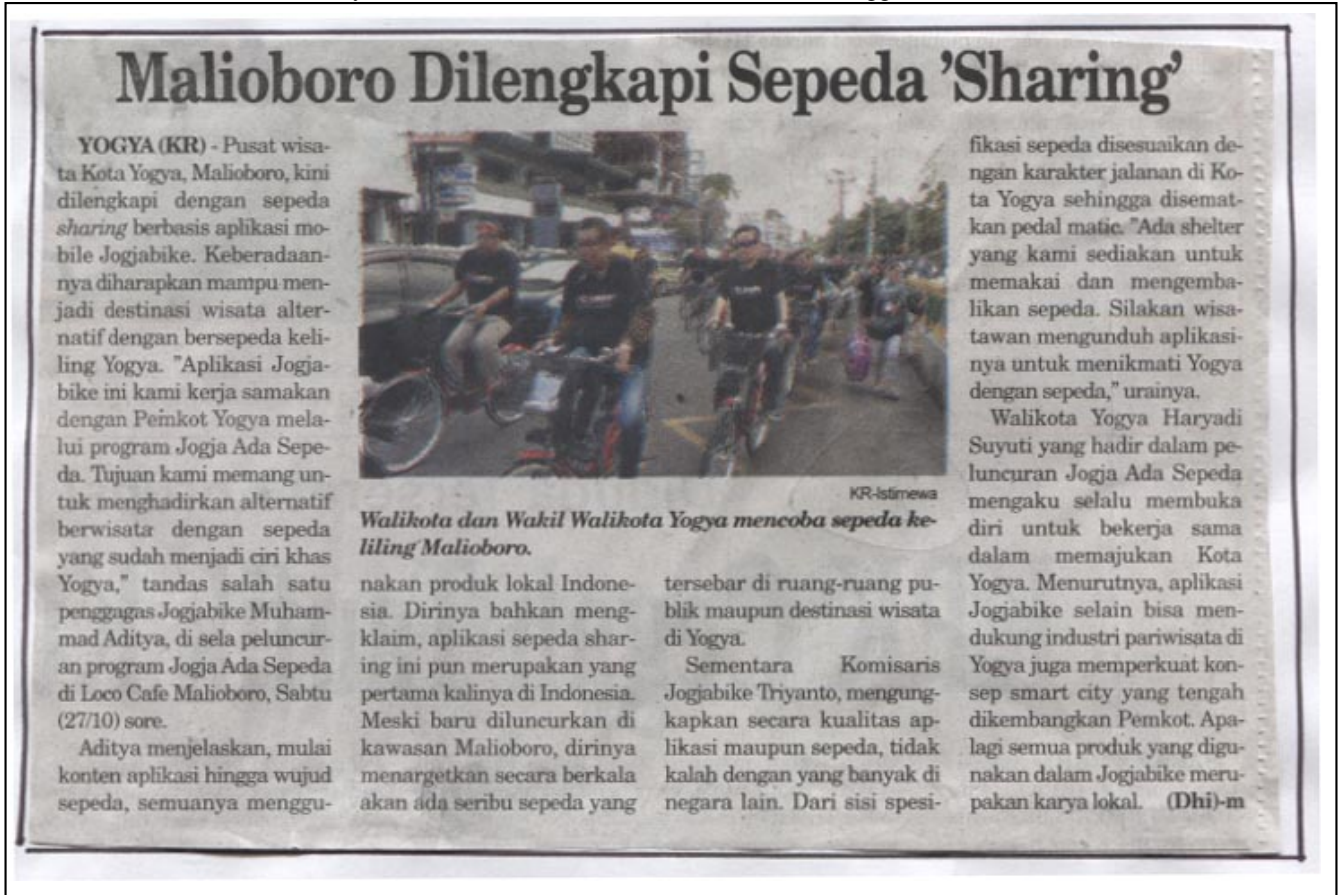 Malioboro Dilengkapi Sepeda 'Sharing'
YOGYA (KR) - Pusat wisa-
ta Kota Yogya, Malioboro, kini
dilengkapi dengan sepeda
sharing berbasis aplikasi mo-
bile Jogjabike. Keberadaan-
nya diharapkan mampu men-
jadi destinasi wisata alter-
natif dengan bersepeda keli-
ling Yogya. "Aplikasi Jogja-
bike ini kami kerja samakan
dengan Pemkot Yogya mela-
lui program Jogja Ada Sepe-
da. Tujuan kami memang un-
tuk menghadirkan alternatif
berwisata dengan sepeda
yang sudah menjadi ciri khas
Yogya," tandas salah satu
penggagas Jogjabike Muham-
mad Aditya, di sela peluncur-
an program Jogja Ada Sepeda
di Loco Cafe Malioboro, Sabtu
(27/10) sore.
Aditya menjelaskan, mulai
konten aplikasi hingga wujud
sepeda, semuanya menggu-
KR-Istimewa
Walikota dan Wakil Walikota Yogya mencoba sepeda ke-
liling Malioboro.
nakan produk lokal Indone-
sia. Dirinya bahkan meng-
klaim, aplikasi sepeda shar-
ing ini pun merupakan yang
pertama kalinya di Indonesia.
Meski baru diluncurkan di
kawasan Malioboro, dirinya
menargetkan secara berkala
akan ada seribu sepeda yang
tersebar di ruang-ruang pu-
blik maupun destinasi wisata
di Yogya.
Sementara Komisaris
Jogjabike Triyanto, mengung-
kapkan secara kualitas ap-
likasi maupun sepeda, tidak
kalah dengan yang banyak di
negara lain. Dari sisi spesi-
fikasi sepeda disesuaikan de-
ngan karakter jalanan di Ko-
ta Yogya sehingga disemat-
kan pedal matic. "Ada shelter
yang kami sediakan untuk
memakai dan mengemba-
likan sepeda. Silakan wisa-
tawan mengunduh aplikasi-
nya untuk menikmati Yogya
dengan sepeda," urainya.
Walikota Yogya Haryadi
Suyuti yang hadir dalam pe-
luncuran Jogja Ada Sepeda
mengaku selalu membuka
diri untuk bekerja sama
dalam memajukan Kota
Yogya. Menurutnya, aplikasi
Jogjabike selain bisa men-
dukung industri pariwisata di
Yogya juga memperkuat kon-
sep smart city yang tengah
dikembangkan Pemkot. Apa-
lagi semua produk yang digu-
nakan dalam Jogjabike meru-
pakan karya lokal. (Dhi)-m